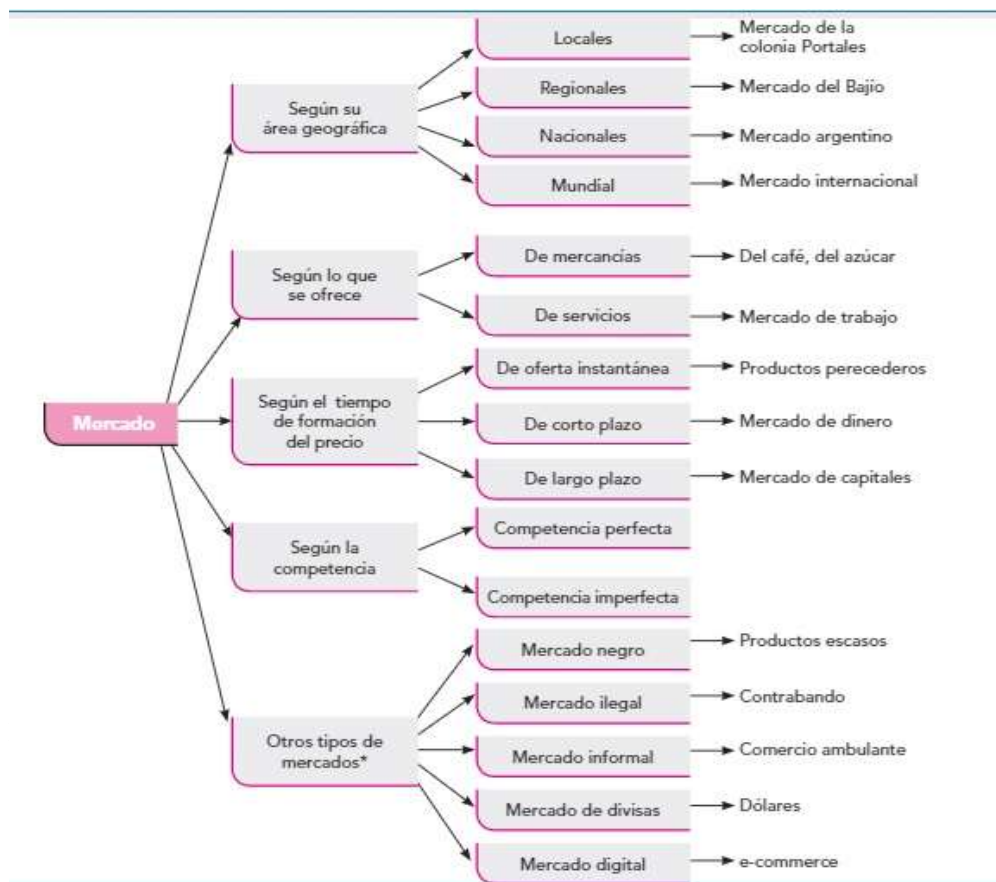 Mercado
Según su
área geográfica
Locales
Mercado de la
colonia Portales
Regionales
Mercado del Bajío
Nacionales
Mercado argentino
Mundial
Mercado internacional
Según lo que
se ofrece
De mercancías
Del café, del azúcar
De servicios
Mercado de trabajo
Según el tiempo
de formación
del precio
De oferta instantánea
Productos perecederos
De corto plazo
Mercado de dinero
De largo plazo
Mercado de capitales
Según la
competencia
Competencia perfecta
Competencia imperfecta
Otros tipos de
mercados*
Mercado negro
Productos escasos
Mercado ilegal
Contrabando
Mercado informal
Comercio ambulante
Mercado de divisas
Dólares
Mercado digital
e-commerce